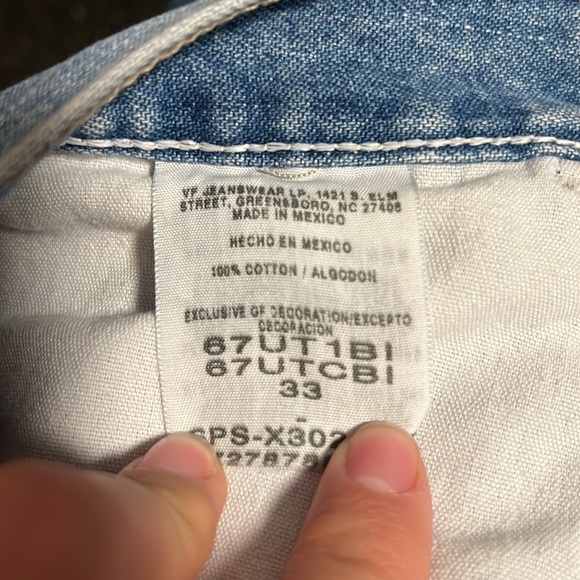 VF JEANSWEAR LP, 1421 S. ELM
STREET, GREENSBORO, NC 27406
MADE IN MEXICO
HECHO EN MEXICO
100% COTTON / ALGODON
EXCLUSIVE OF DECORATION/EXCEPTO
DECORACION
67UT1BI
67UTCBI
33